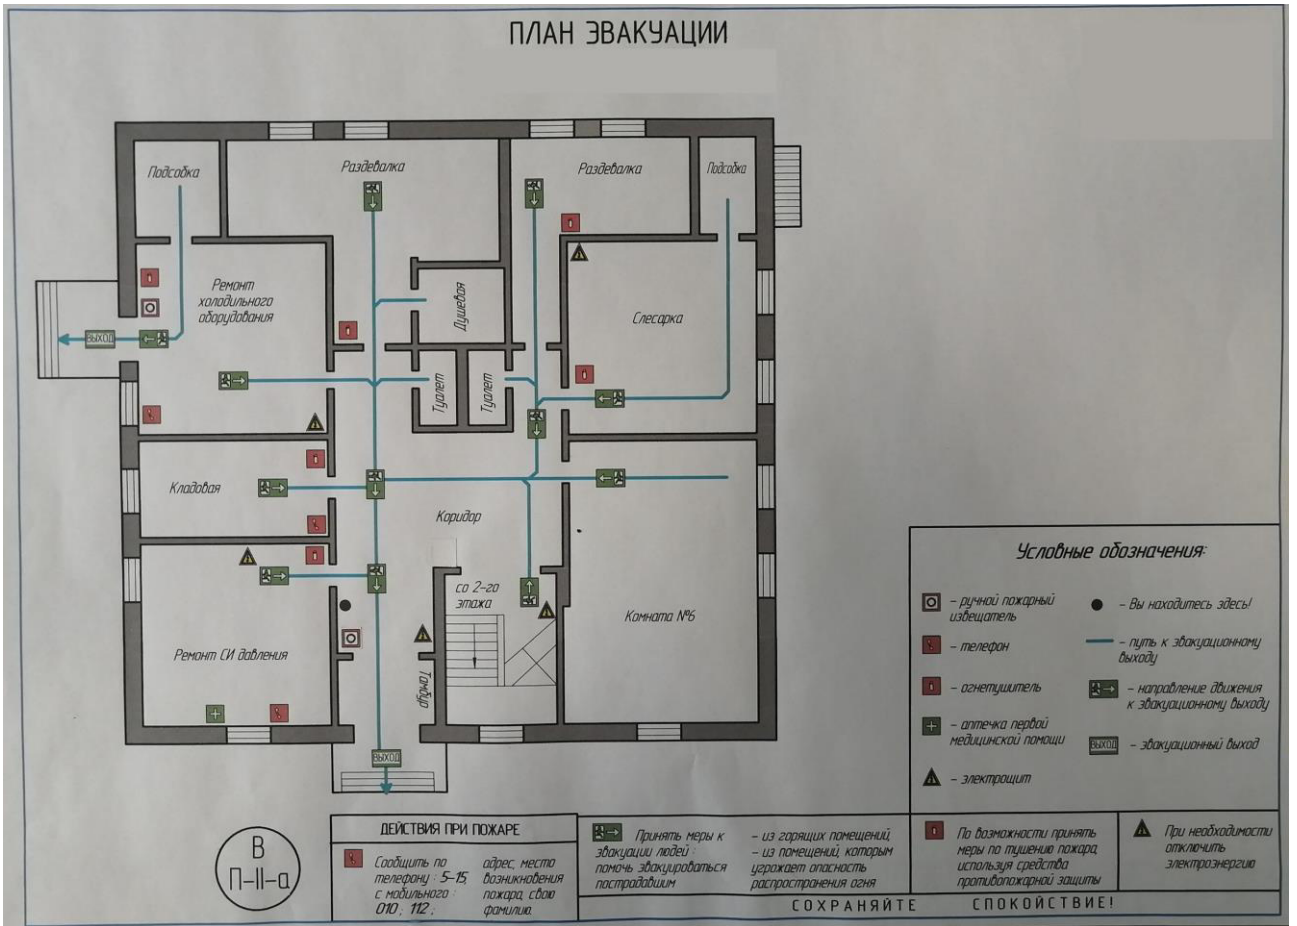 ПЛАН ЭВАКУАЦИИ
Подсобка
Раздевалка
Раздевалка
Подсобка
Ремонт
холодильного
оборудования
Душевая
Слесарка
ВЫХОД
Туалет
Туалет
Кладовая
Коридор
со 2-го
этажа
Комната №6
Ремонт СИ давления
Тамбур
ВЫХОД
Условные обозначения:
- ручной пожарный
извещатель
- телефон
- огнетушитель
- аптечка первой
медицинской помощи
- электрощит
- Вы находитесь здесь!
- путь к эвакуационному
выходу
- направление движения
к эвакуационному выходу
ВЫХОД - эвакуационный выход
В
П-II-а
ДЕЙСТВИЯ ПРИ ПОЖАРЕ
Сообщить по
телефону : 5-15,
с мобильного :
010 ; 112 ;
адрес, место
возникновения
пожара, свою
фамилию.
Принять меры к
эвакуации людей :
помочь эвакуироваться
пострадавшим
- из горящих помещений,
- из помещений, которым
угрожает опасность
распространения огня
По возможности принять
меры по тушению пожара,
используя средства
противопожарной защиты
При необходимости
отключить
электроэнергию
СОХРАНЯЙТЕ СПОКОЙСТВИЕ!